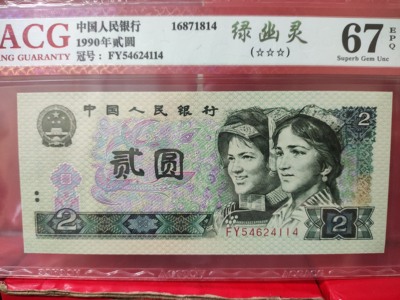 ACG
NG GUARANTY
中国人民银行 16871814
1990年贰圆
冠号：FY54624114
绿幽灵
(☆☆☆)
67 EPQ
Superb Gem Unc
中国人民银行
2
贰圆
2
FY54624114
2